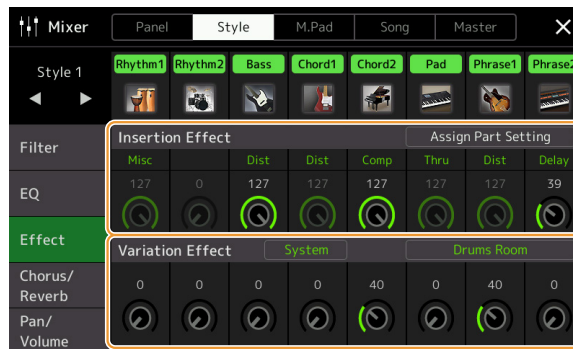 Mixer
Panel Style M.Pad Song Master
Style 1
Rhythm1 Rhythm2 Bass Chord1 Chord2 Pad Phrase1 Phrase2
Filter
Insertion Effect Assign Part Setting
Misc Dist Dist Comp Thru Dist Delay
127 0 127 127 127 127 127 39
EQ
Effect
Variation Effect System Drums Room
0 0 0 0 40 0 40 0
Chorus/
Reverb
Pan/
Volume